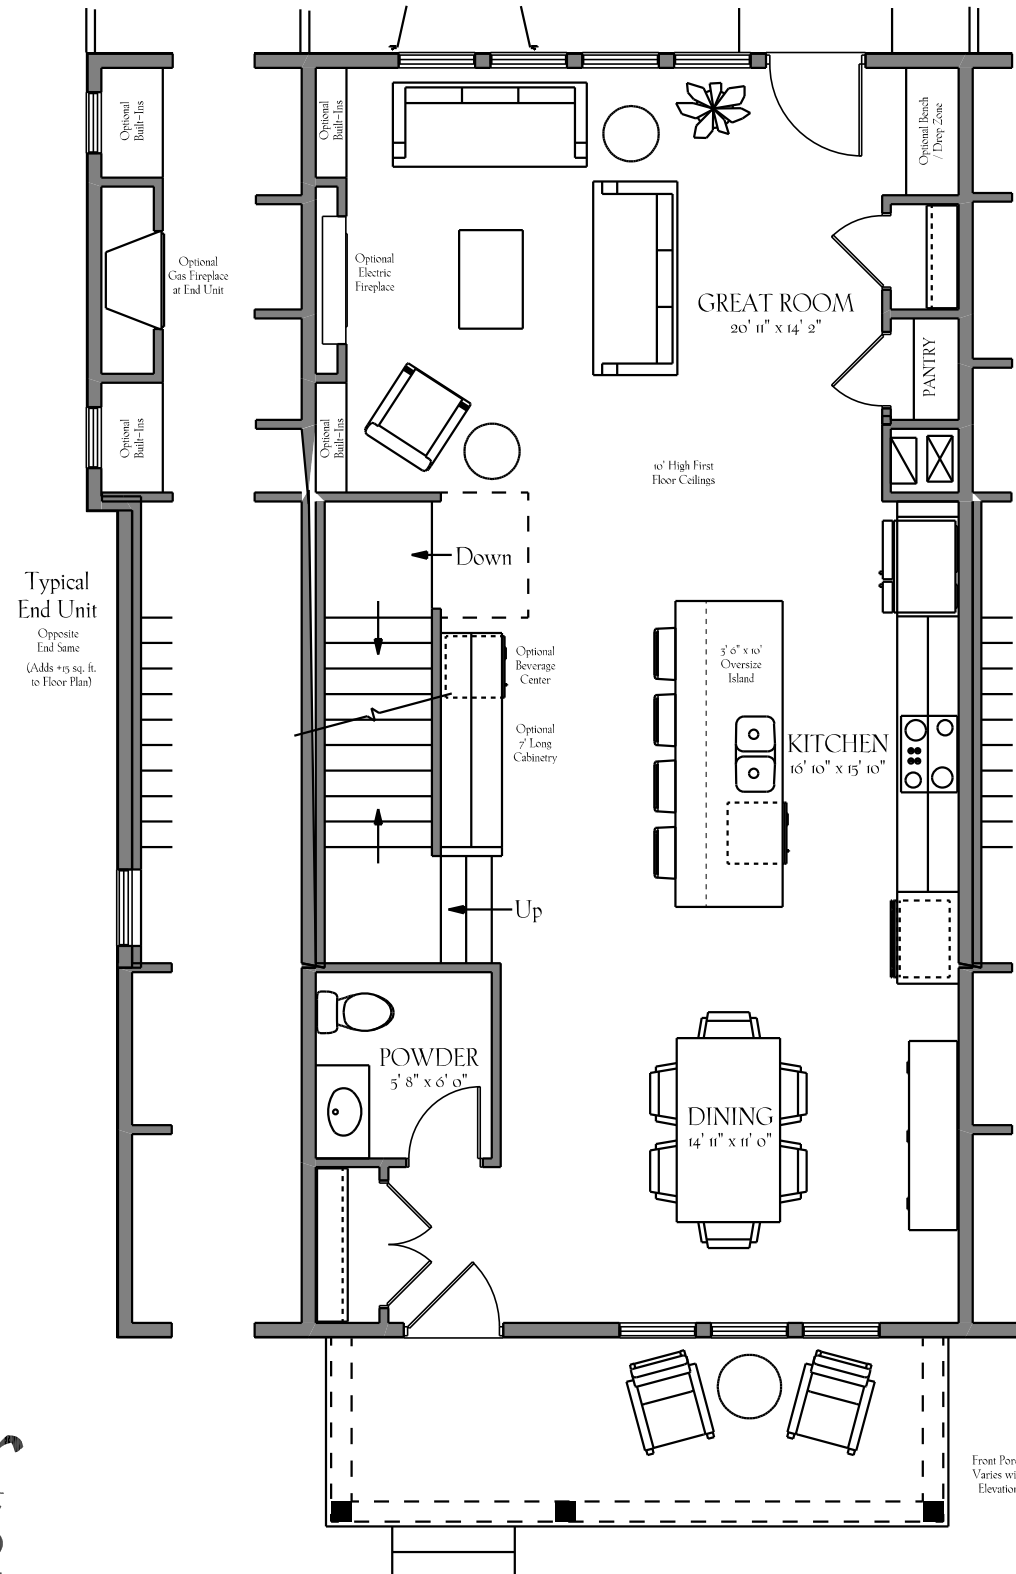 Optional
Built-Ins
Optional
Built-Ins
Optional Bench
/ Drop Zone
Optional
Gas Fireplace
at End Unit
Optional
Electric
Fireplace
GREAT ROOM
20' 11" x 14' 2"
PANTRY
Optional
Built-Ins
Optional
Built-Ins
10' High First
Floor Ceilings
Down
Typical
End Unit
Opposite
End Same
(Adds +15 sq. ft.
to Floor Plan)
Optional
Beverage
Center
3' 6" x 10'
Oversize
Island
Optional
7' Long
Cabinetry
KITCHEN
16' 10" x 15' 10"
Up
POWDER
5' 8" x 6' 0"
DINING
14' 11" x 11' 0"
Front
Varies
Elevation